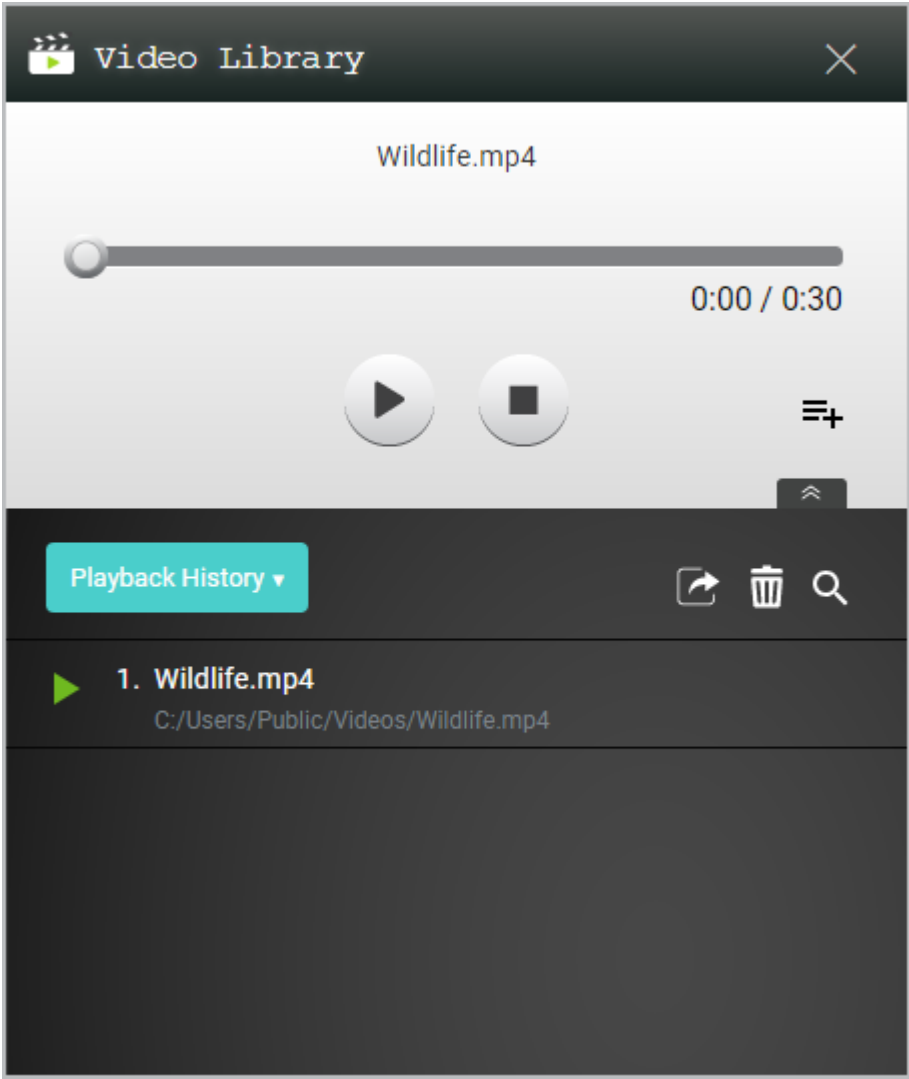 Video Library
Wildlife.mp4
0:00 / 0:30
Playback History ▾
1. Wildlife.mp4
C:/Users/Public/Videos/Wildlife.mp4